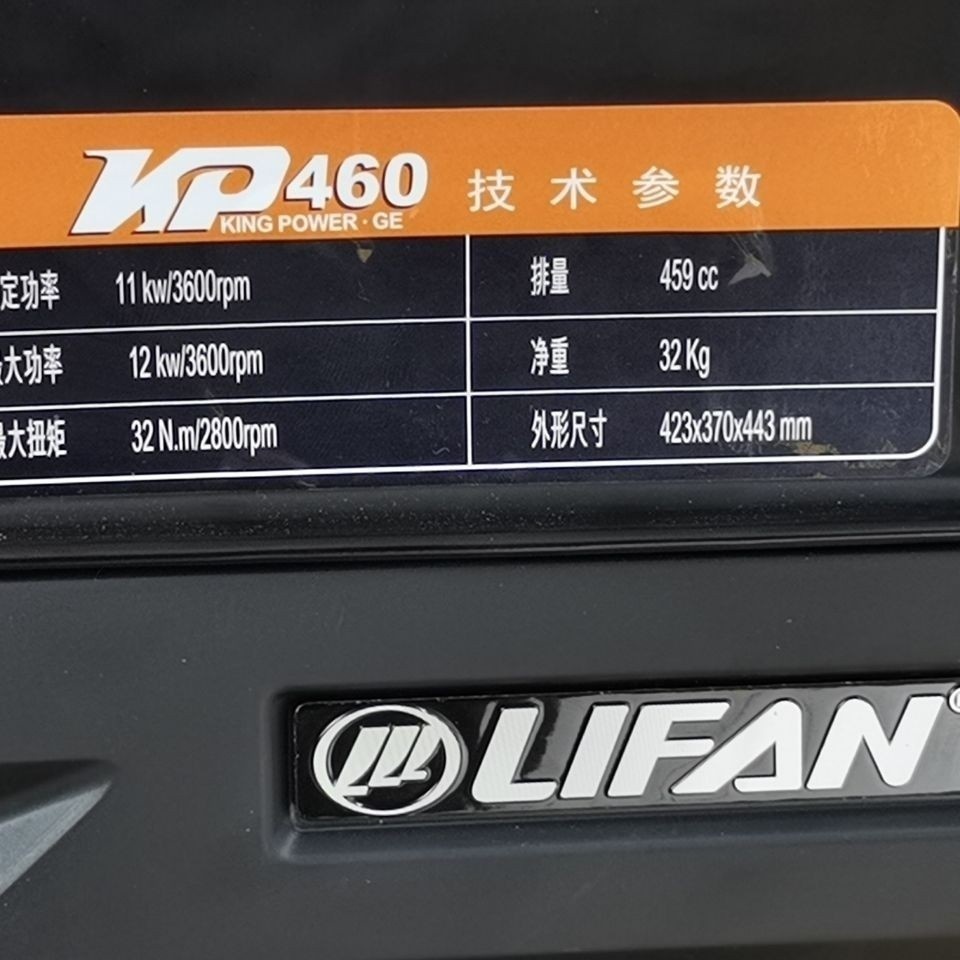 KP460 技术参数
KING POWER·GE
定功率 11 kw/3600rpm 排量 459 cc
大功率 12 kw/3600rpm 净重 32 Kg
最大扭矩 32 N.m/2800rpm 外形尺寸 423x370x443 mm
LIFAN